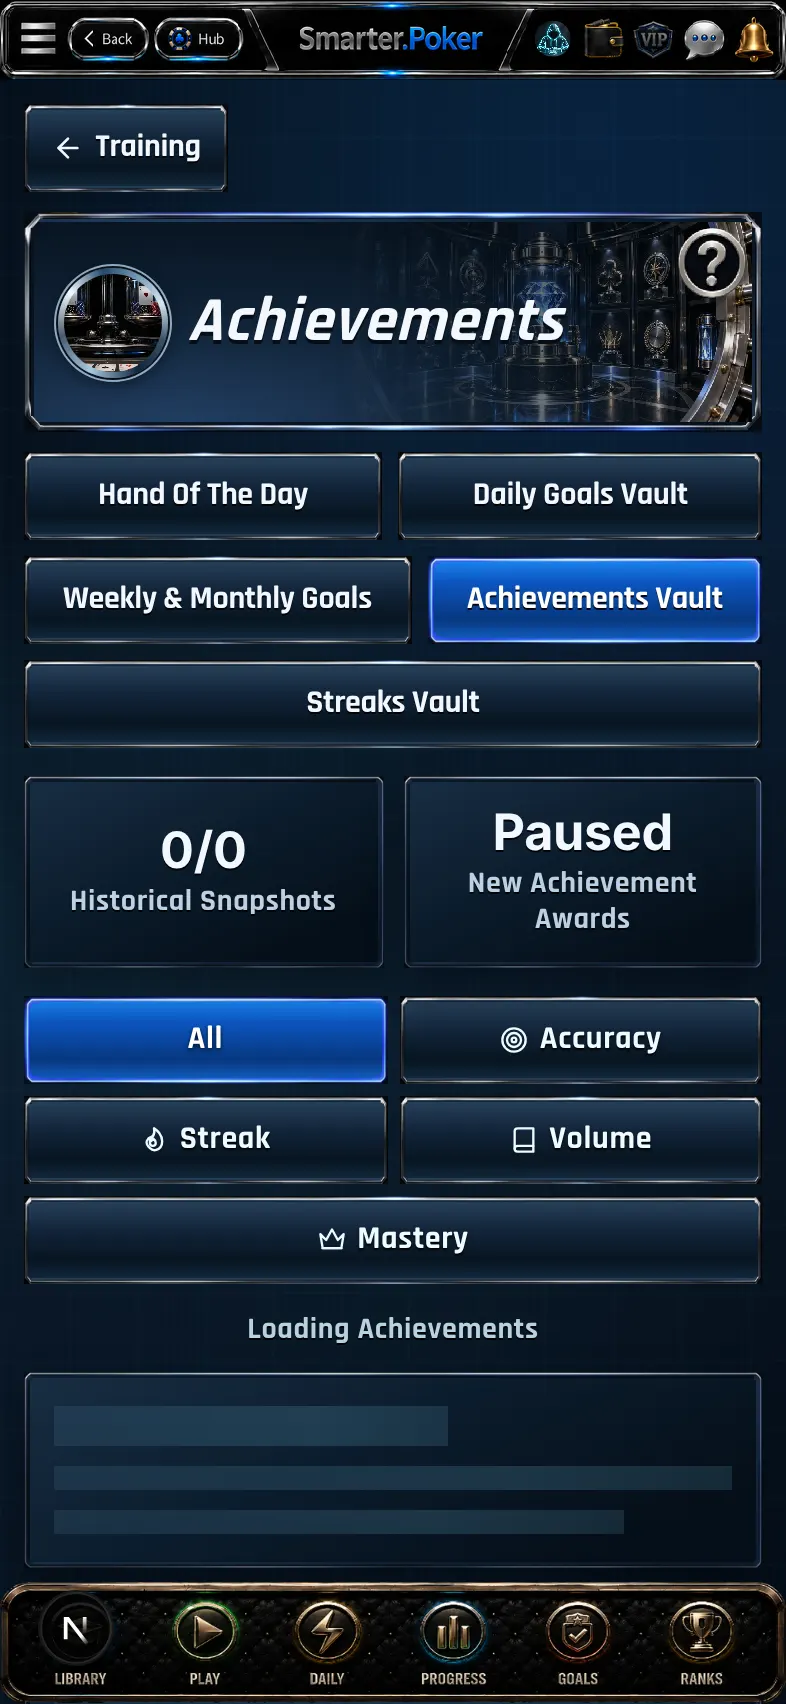 Back
Hub
Smarter.Poker
VIP
Training
Achievements
?
Hand Of The Day
Daily Goals Vault
Weekly & Monthly Goals
Achievements Vault
Streaks Vault
0/0
Historical Snapshots
Paused
New Achievement
Awards
All
Accuracy
Streak
Volume
Mastery
Loading Achievements
N
LIBRARY
PLAY
DAILY
PROGRESS
GOALS
RANKS